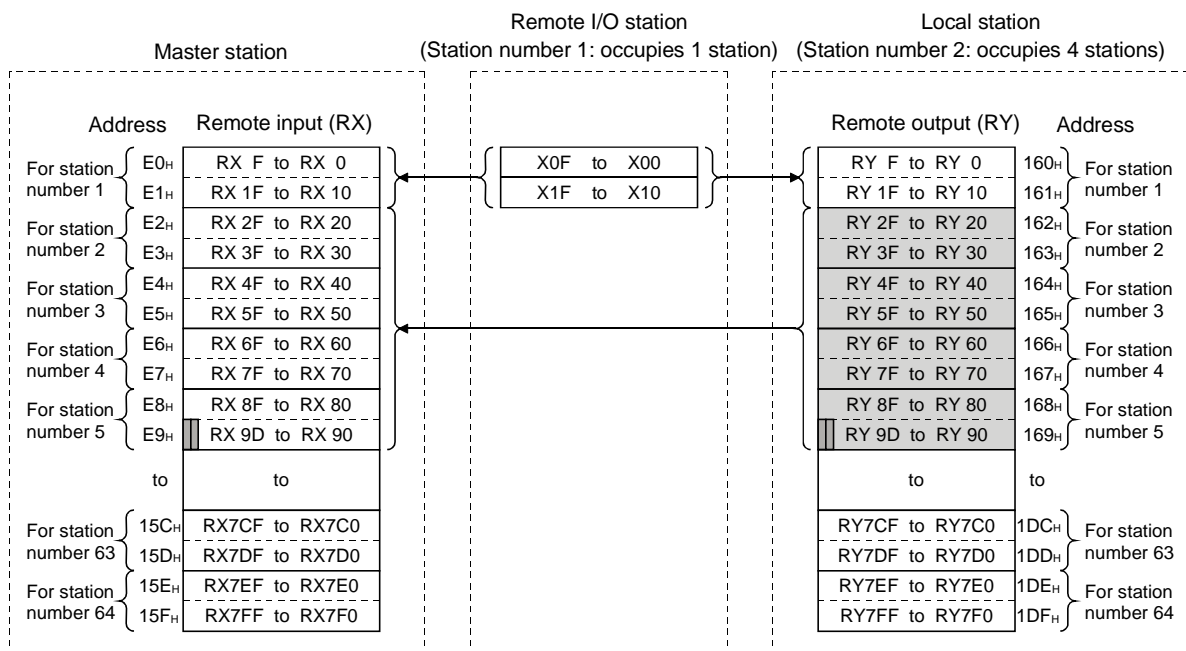 Remote I/O station
(Station number 1: occupies 1 station)
Local station
(Station number 2: occupies 4 stations)
Master station
Address
Remote input (RX)
For station
number 1
E0H
RX F to RX 0
E1H
RX 1F to RX 10
For station
number 2
E2H
RX 2F to RX 20
E3H
RX 3F to RX 30
For station
number 3
E4H
RX 4F to RX 40
E5H
RX 5F to RX 50
For station
number 4
E6H
RX 6F to RX 60
E7H
RX 7F to RX 70
For station
number 5
E8H
RX 8F to RX 80
E9H
RX 9D to RX 90
to
to
For station
number 63
15CH
RX7CF to RX7C0
15DH
RX7DF to RX7D0
For station
number 64
15EH
RX7EF to RX7E0
15FH
RX7FF to RX7F0
X0F to X00
X1F to X10
Remote output (RY)
Address
RY F to RY 0
160H
RY 1F to RY 10
161H
For station
number 1
RY 2F to RY 20
162H
RY 3F to RY 30
163H
For station
number 2
RY 4F to RY 40
164H
RY 5F to RY 50
165H
For station
number 3
RY 6F to RY 60
166H
RY 7F to RY 70
167H
For station
number 4
RY 8F to RY 80
168H
RY 9D to RY 90
169H
For station
number 5
to
to
RY7CF to RY7C0
1DCH
RY7DF to RY7D0
1DDH
For station
number 63
RY7EF to RY7E0
1DEH
RY7FF to RY7F0
1DFH
For station
number 64